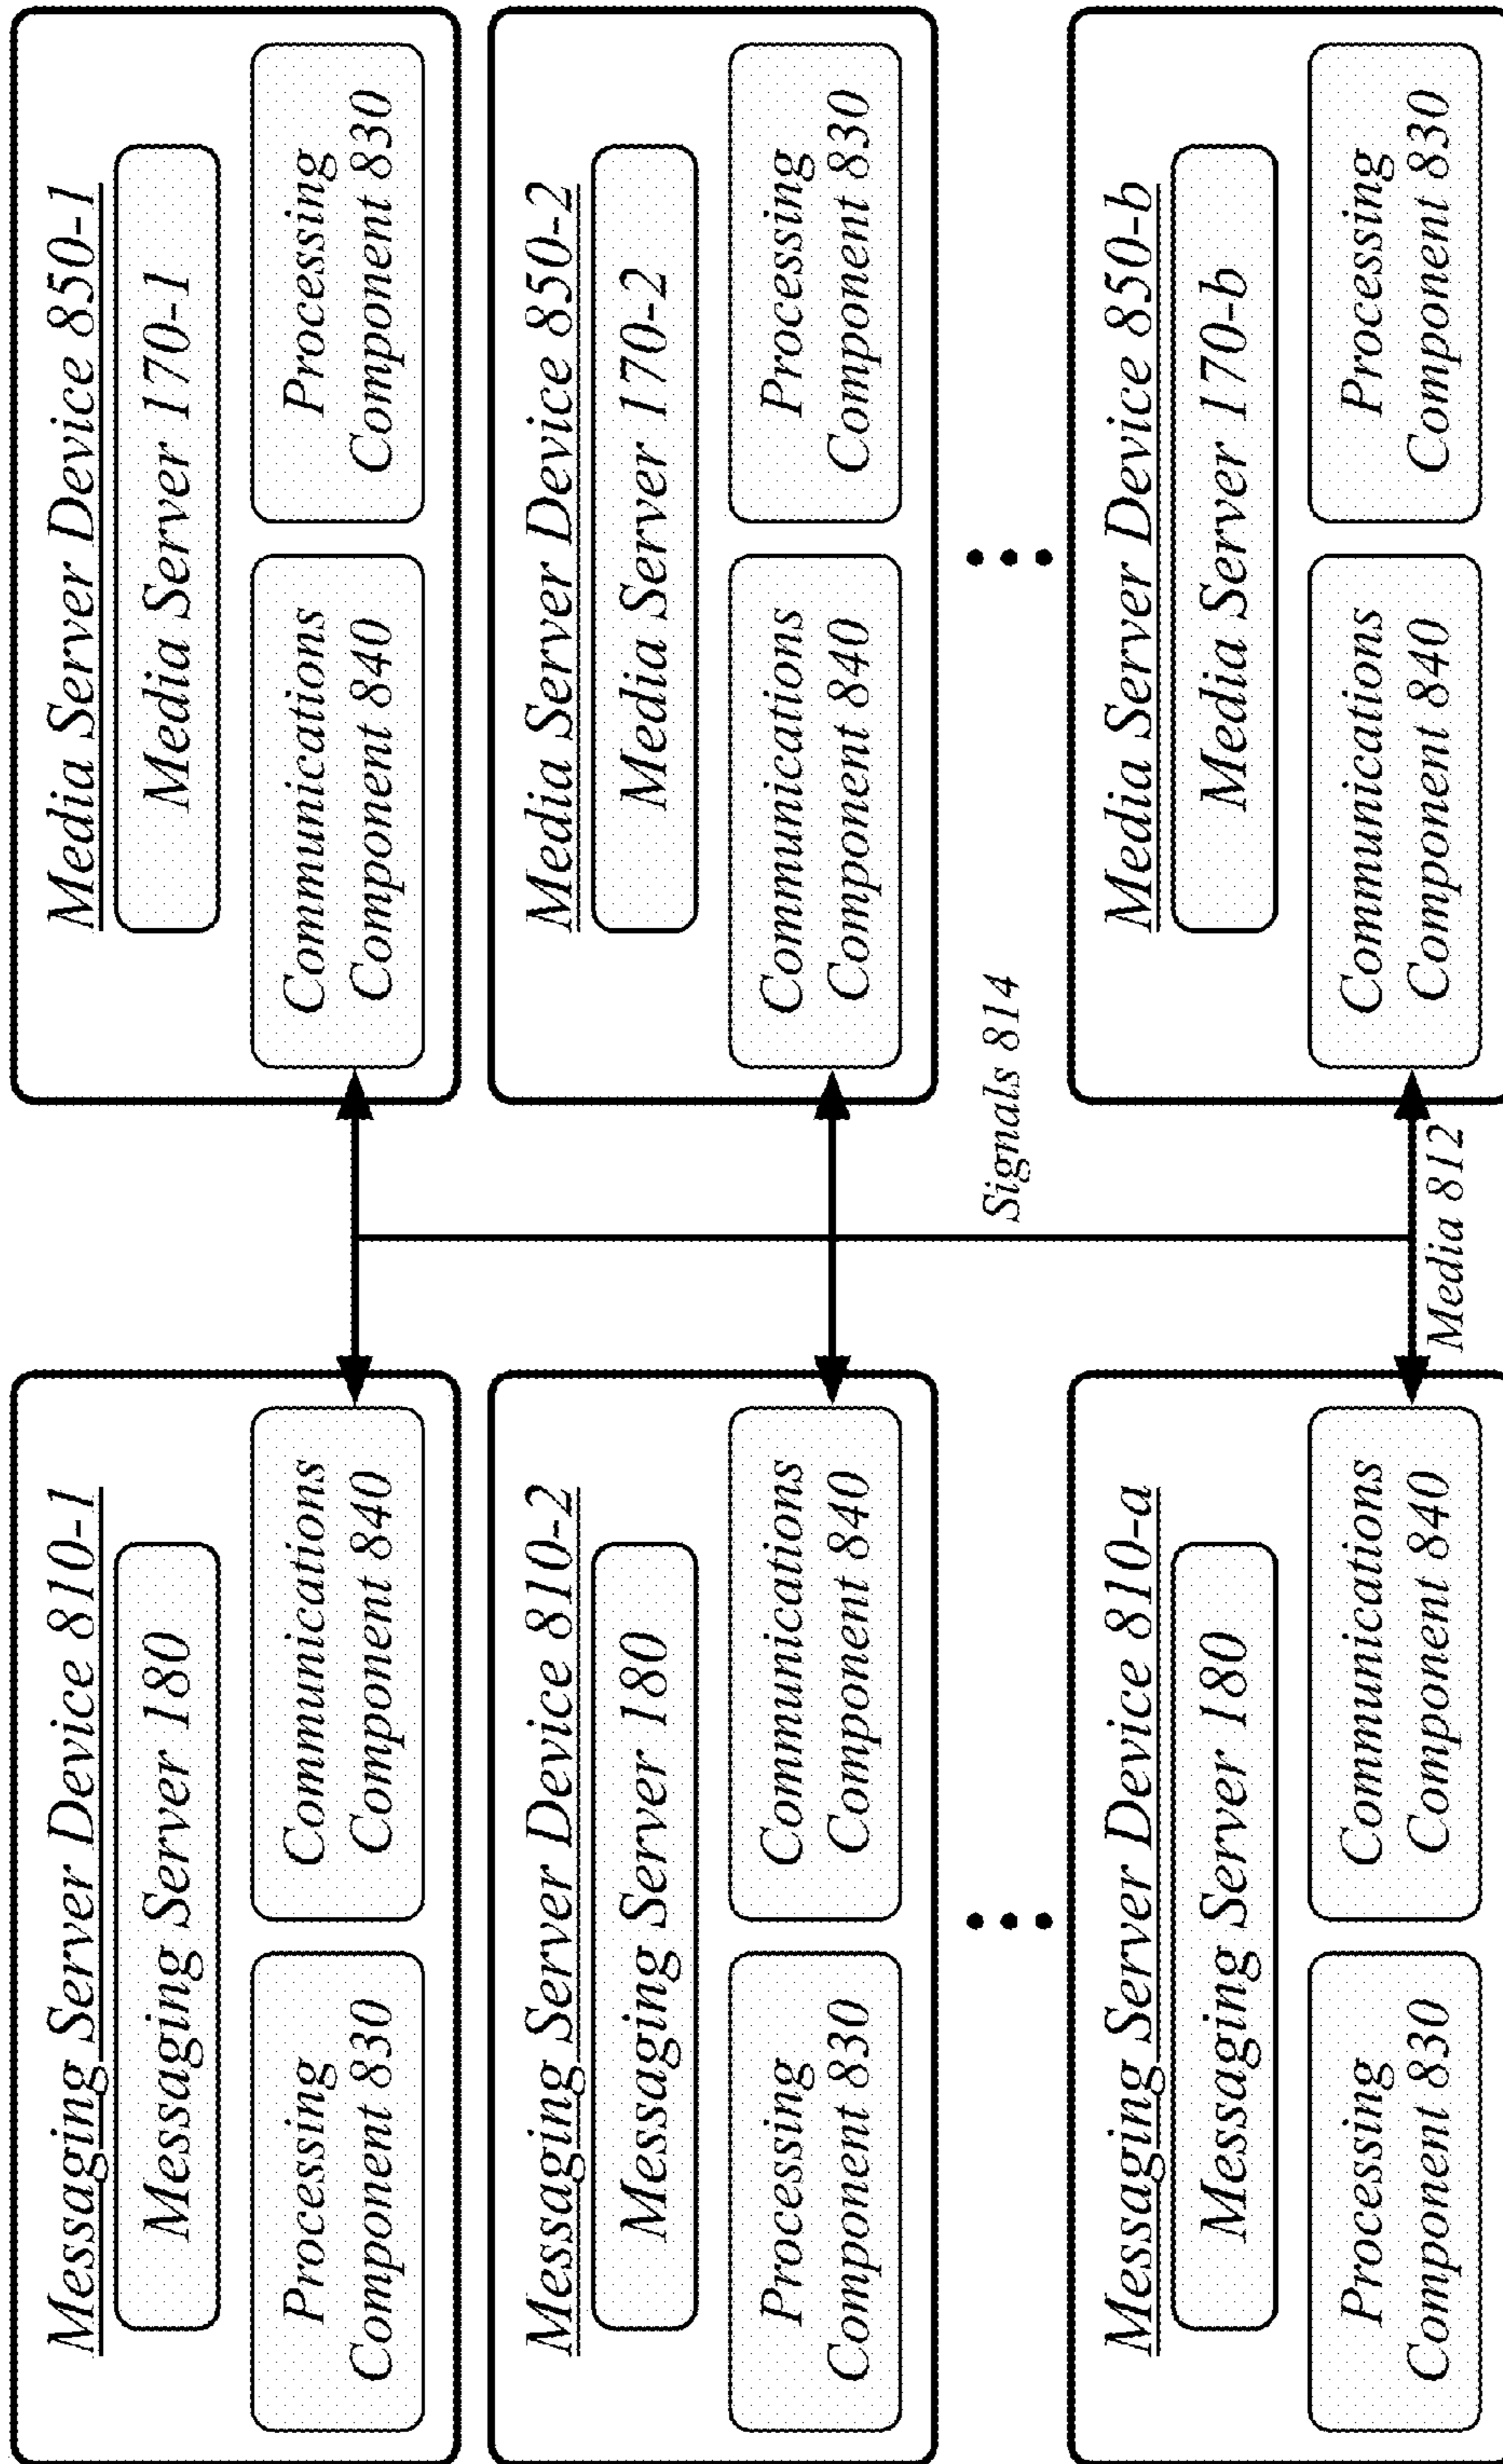 Messaging Server Device 810-1
Messaging Server 180
Processing
Component 830
Communications
Component 840
Media Server Device 850-1
Media Server 170-1
Communications
Component 840
Processing
Component 830
Messaging Server Device 810-2
Messaging Server 180
Processing
Component 830
Communications
Component 840
Media Server Device 850-2
Media Server 170-2
Communications
Component 840
Processing
Component 830
Signals 814
Messaging Server Device 810-a
Messaging Server 180
Processing
Component 830
Communications
Component 840
Media 812
Media Server Device 850-b
Media Server 170-b
Communications
Component 840
Processing
Component 830